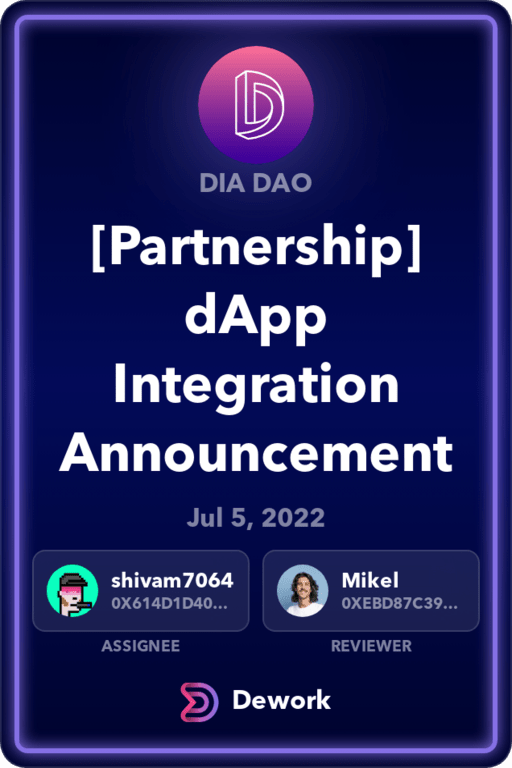 DIA DAO
[Partnership]
dApp
Integration
Announcement
Jul 5, 2022
shivam7064
0X614D1D40...
ASSIGNEE
Mikel
0XEBD87C39...
REVIEWER
Dework